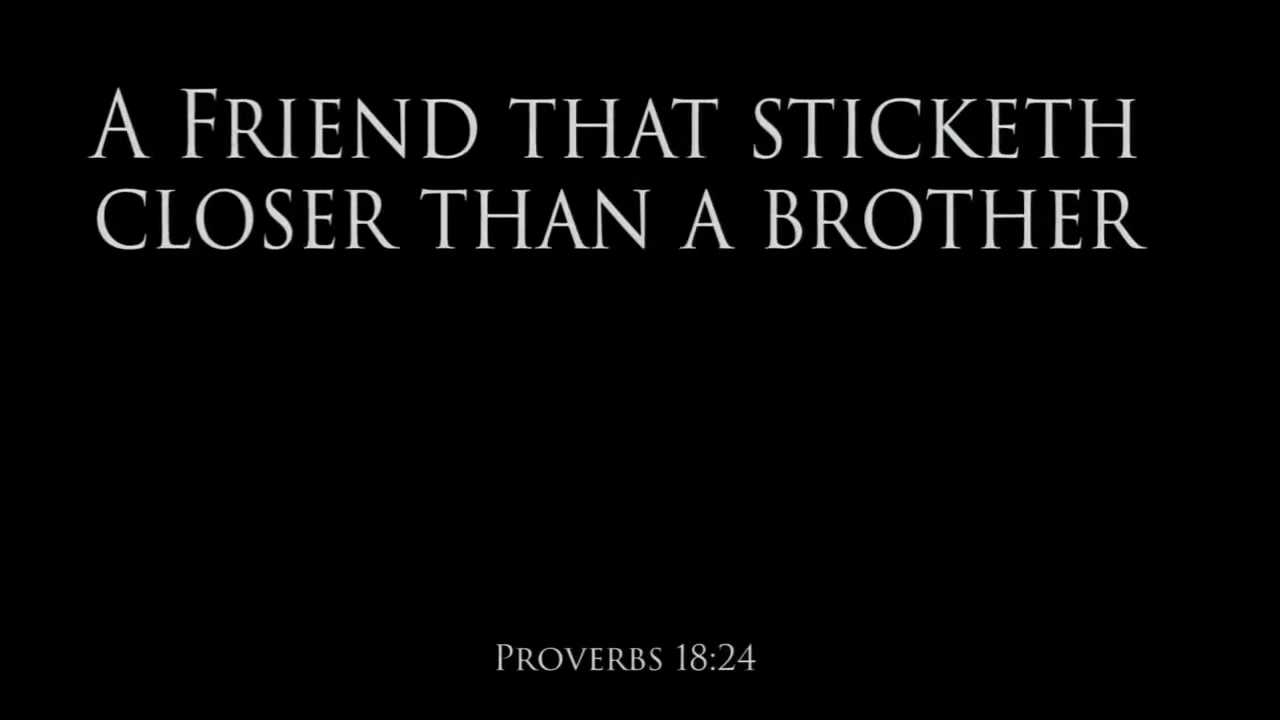 A FRIEND THAT STICKETH
CLOSER THAN A BROTHER
PROVERBS 18:24